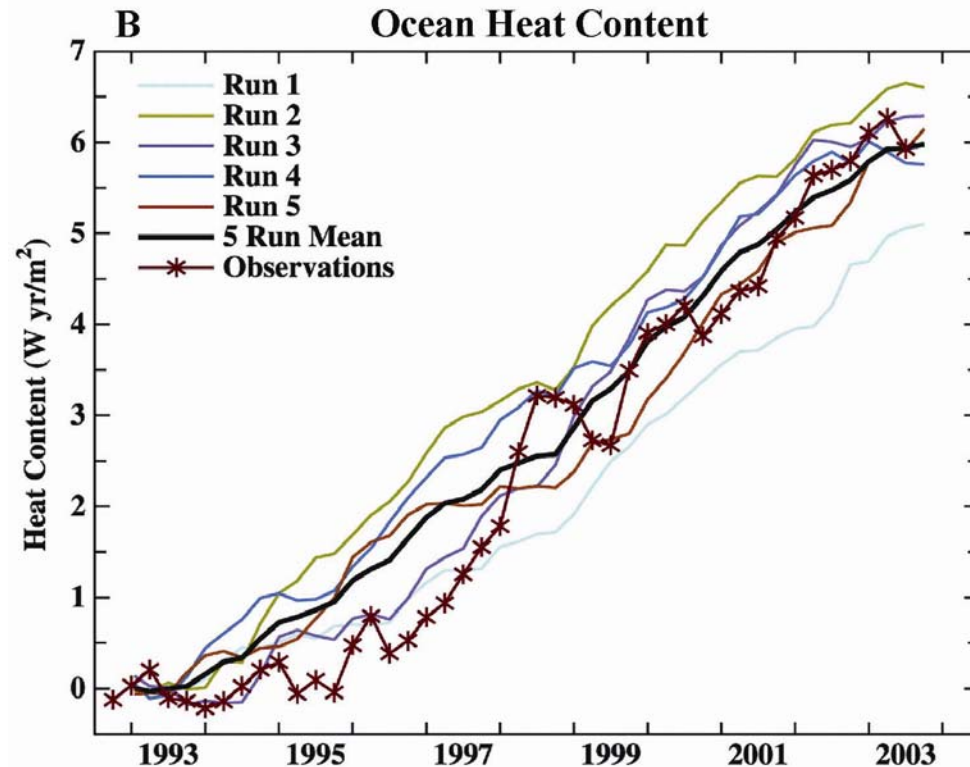 B Ocean Heat Content
7
Run 1
Run 2
6
Run 3
Run 4
Run 5
5
5 Run Mean
Observations
4
3
2
1
0
Heat Content (W yr/m²)
1993 1995 1997 1999 2001 2003